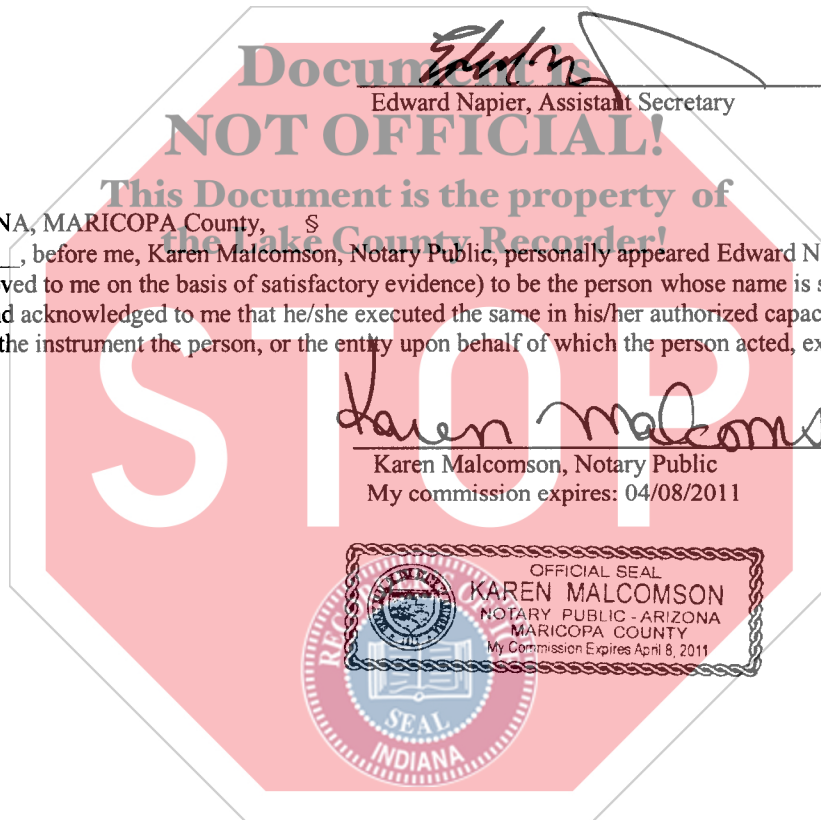 Document is
Edward Napier, Assistant Secretary
NOT OFFICIAL!
This Document is the property of
NA, MARICOPA County, §
the Lake County Recorder!
, before me, Karen Malcomson, Notary Public, personally appeared Edward N
ved to me on the basis of satisfactory evidence) to be the person whose name is s
d acknowledged to me that he/she executed the same in his/her authorized capac
the instrument the person, or the entity upon behalf of which the person acted, ex
STOP
Karen Malcoms
Karen Malcomson, Notary Public
My commission expires: 04/08/2011
OFFICIAL SEAL
KAREN MALCOMSON
NOTARY PUBLIC - ARIZONA
MARICOPA COUNTY
My Commission Expires April 8, 2011
SEAL
INDIANA